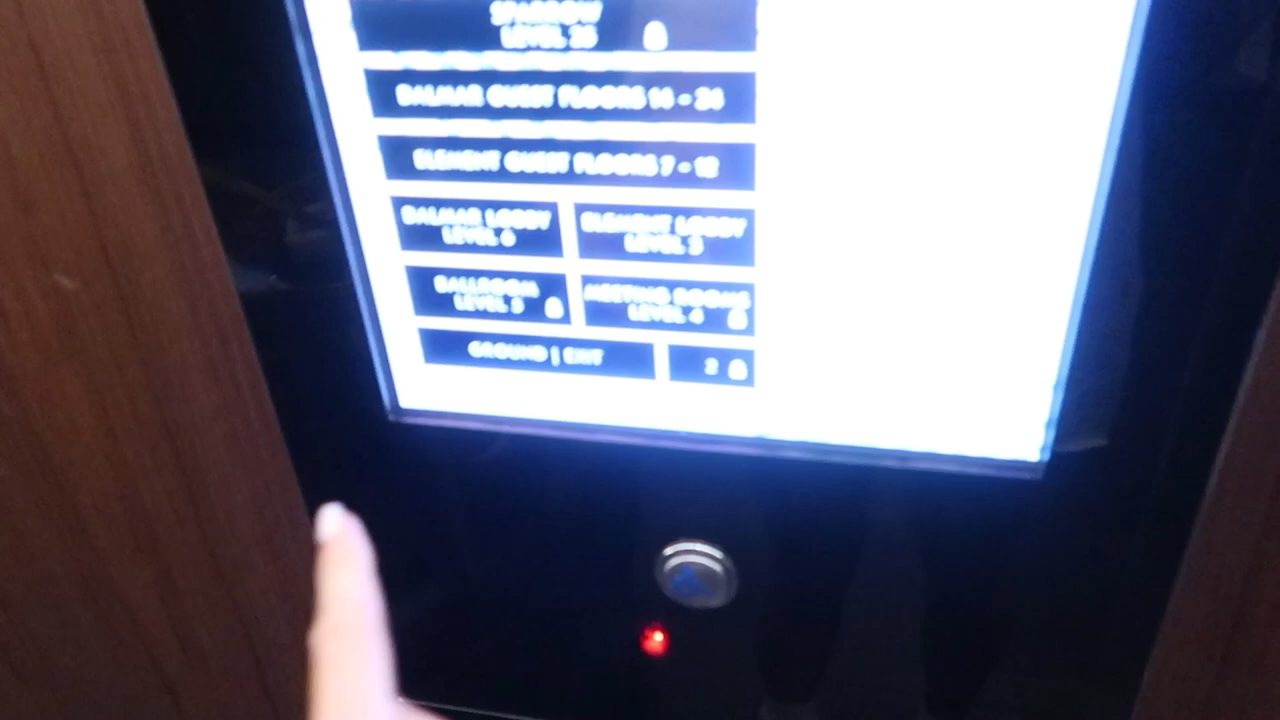 SPARROW
LEVEL 25
DALMAR GUEST FLOORS 14 - 24
ELEMENT GUEST FLOORS 7 - 12
DALMAR LOBBY
LEVEL 6
ELEMENT LOBBY
LEVEL 3
BALLROOM
LEVEL 5
MEETING ROOMS
LEVEL 4
GROUND | EXIT
2